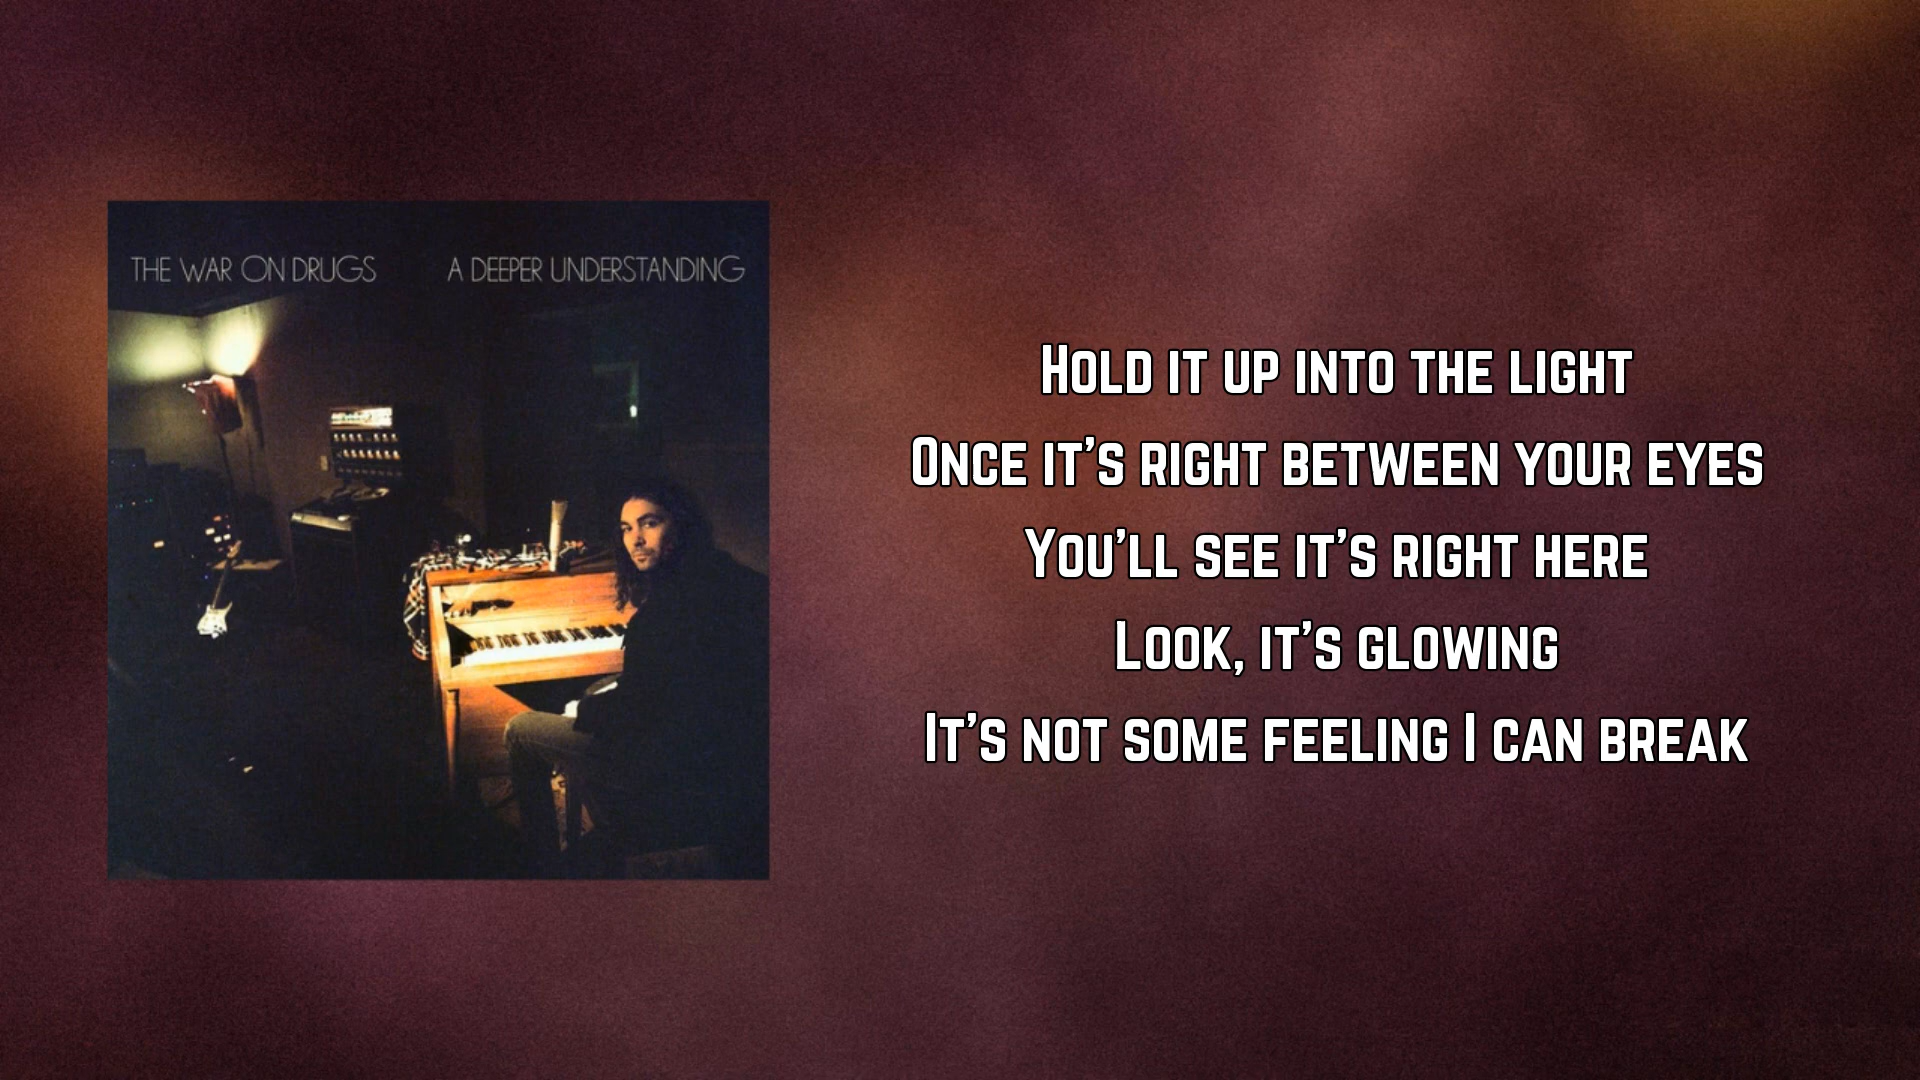 THE WAR ON DRUGS A DEEPER UNDERSTANDING
Hold it up into the light
Once it's right between your eyes
You'll see it's right here
Look, it's glowing
It's not some feeling I can break